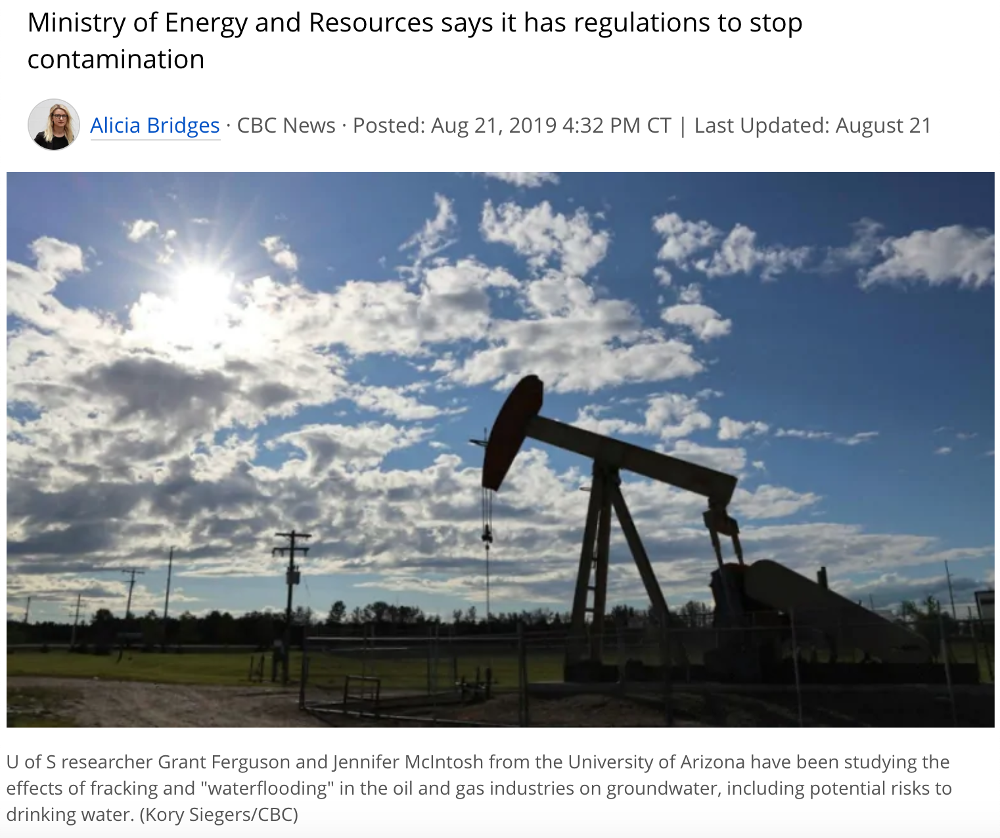 Ministry of Energy and Resources says it has regulations to stop
contamination
Alicia Bridges · CBC News · Posted: Aug 21, 2019 4:32 PM CT | Last Updated: August 21
U of S researcher Grant Ferguson and Jennifer McIntosh from the University of Arizona have been studying the
effects of fracking and "waterflooding" in the oil and gas industries on groundwater, including potential risks to
drinking water. (Kory Siegers/CBC)